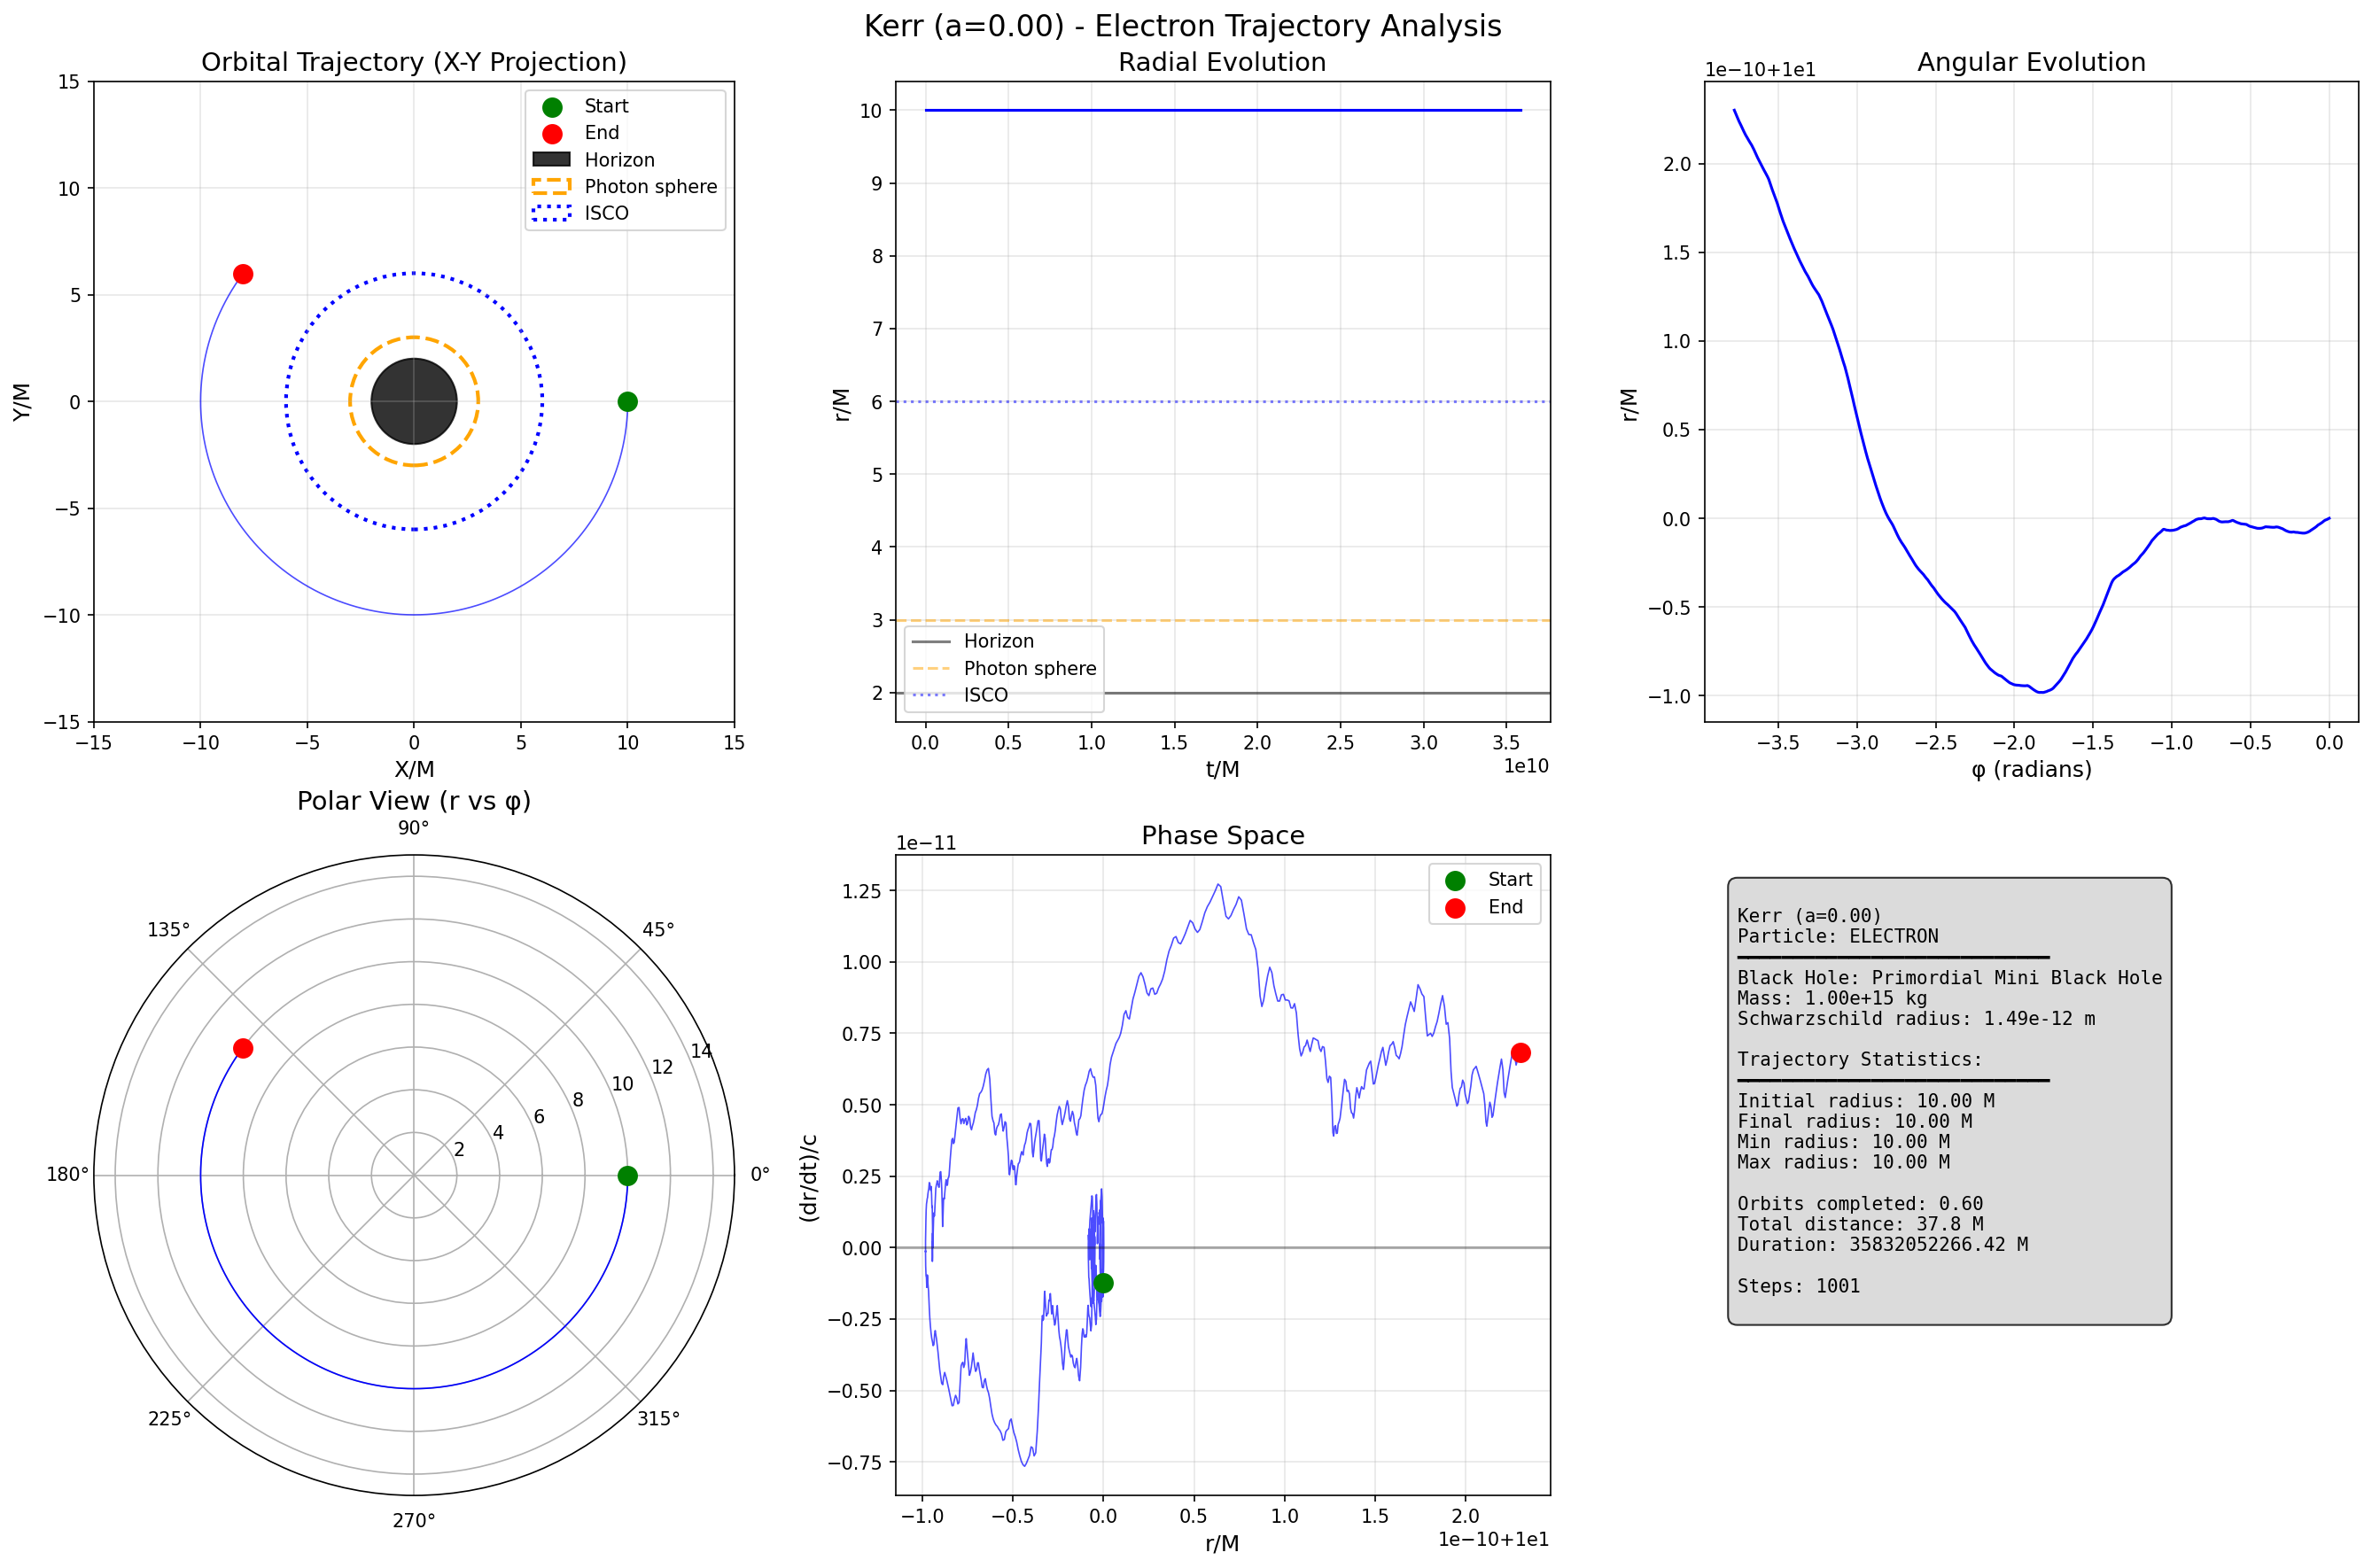 Kerr (a=0.00) - Electron Trajectory Analysis
Orbital Trajectory (X-Y Projection)
15
10
5
0
−5
−10
−15
Y/M
Start
End
Horizon
Photon sphere
ISCO
−15 −10 −5 0 5 10 15
X/M
Radial Evolution
10
9
8
7
6
5
4
3
2
r/M
Horizon
Photon sphere
ISCO
0.0 0.5 1.0 1.5 2.0 2.5 3.0 3.5
1e10
t/M
1e−10+1e1
Angular Evolution
2.0
1.5
1.0
0.5
0.0
−0.5
−1.0
r/M
−3.5 −3.0 −2.5 −2.0 −1.5 −1.0 −0.5 0.0
φ (radians)
Polar View (r vs φ)
90°
135° 45°
180° 0°
225° 315°
270°
2 4 6 8 10 12 14
1e−11
Phase Space
1.25
1.00
0.75
0.50
0.25
0.00
−0.25
−0.50
−0.75
(dr/dt)/c
Start
End
−1.0 −0.5 0.0 0.5 1.0 1.5 2.0
1e−10+1e1
r/M
Kerr (a=0.00)
Particle: ELECTRON
Black Hole: Primordial Mini Black Hole
Mass: 1.00e+15 kg
Schwarzschild radius: 1.49e-12 m
Trajectory Statistics:
Initial radius: 10.00 M
Final radius: 10.00 M
Min radius: 10.00 M
Max radius: 10.00 M
Orbits completed: 0.60
Total distance: 37.8 M
Duration: 35832052266.42 M
Steps: 1001